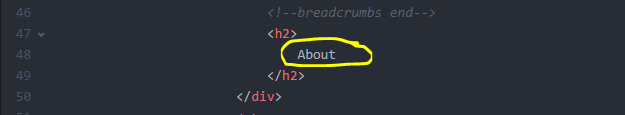 46 <!--breadcrumbs end-->
47 <h2>
48 About
49 </h2>
50 </div>